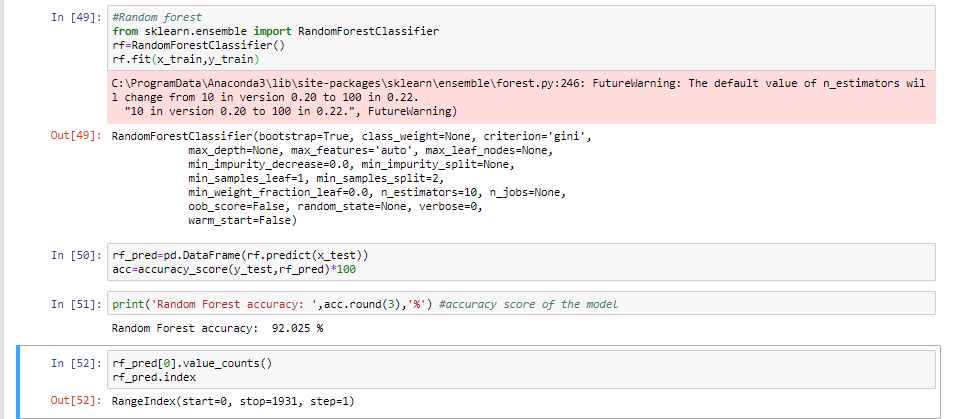 In [49]: #Random forest
from sklearn.ensemble import RandomForestClassifier
rf=RandomForestClassifier()
rf.fit(x_train,y_train)
C:\ProgramData\Anaconda3\lib\site-packages\sklearn\ensemble\forest.py:246: FutureWarning: The default value of n_estimators wil
l change from 10 in version 0.20 to 100 in 0.22.
"10 in version 0.20 to 100 in 0.22.", FutureWarning)
Out[49]: RandomForestClassifier(bootstrap=True, class_weight=None, criterion='gini',
max_depth=None, max_features='auto', max_leaf_nodes=None,
min_impurity_decrease=0.0, min_impurity_split=None,
min_samples_leaf=1, min_samples_split=2,
min_weight_fraction_leaf=0.0, n_estimators=10, n_jobs=None,
oob_score=False, random_state=None, verbose=0,
warm_start=False)
In [50]: rf_pred=pd.DataFrame(rf.predict(x_test))
acc=accuracy_score(y_test,rf_pred)*100
In [51]: print('Random Forest accuracy: ',acc.round(3),'%') #accuracy score of the model
Random Forest accuracy:  92.025 %
In [52]: rf_pred[0].value_counts()
rf_pred.index
Out[52]: RangeIndex(start=0, stop=1931, step=1)